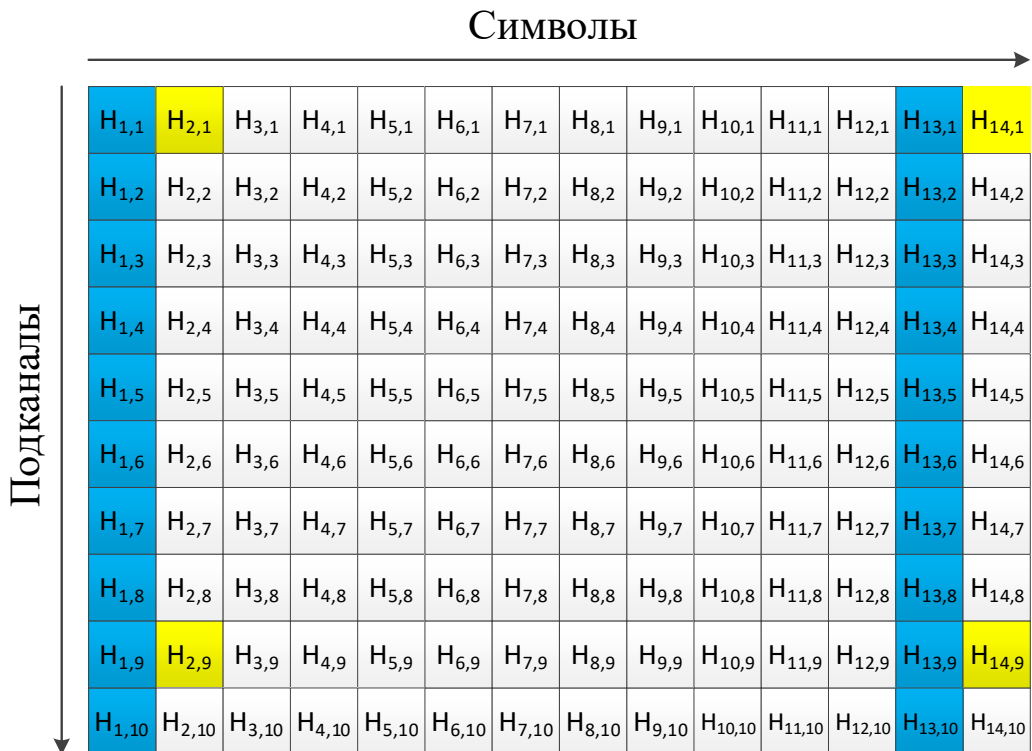 Символы
Подканалы
H1,1 H2,1 H3,1 H4,1 H5,1 H6,1 H7,1 H8,1 H9,1 H10,1 H11,1 H12,1 H13,1 H14,1
H1,2 H2,2 H3,2 H4,2 H5,2 H6,2 H7,2 H8,2 H9,2 H10,2 H11,2 H12,2 H13,2 H14,2
H1,3 H2,3 H3,3 H4,3 H5,3 H6,3 H7,3 H8,3 H9,3 H10,3 H11,3 H12,3 H13,3 H14,3
H1,4 H2,4 H3,4 H4,4 H5,4 H6,4 H7,4 H8,4 H9,4 H10,4 H11,4 H12,4 H13,4 H14,4
H1,5 H2,5 H3,5 H4,5 H5,5 H6,5 H7,5 H8,5 H9,5 H10,5 H11,5 H12,5 H13,5 H14,5
H1,6 H2,6 H3,6 H4,6 H5,6 H6,6 H7,6 H8,6 H9,6 H10,6 H11,6 H12,6 H13,6 H14,6
H1,7 H2,7 H3,7 H4,7 H5,7 H6,7 H7,7 H8,7 H9,7 H10,7 H11,7 H12,7 H13,7 H14,7
H1,8 H2,8 H3,8 H4,8 H5,8 H6,8 H7,8 H8,8 H9,8 H10,8 H11,8 H12,8 H13,8 H14,8
H1,9 H2,9 H3,9 H4,9 H5,9 H6,9 H7,9 H8,9 H9,9 H10,9 H11,9 H12,9 H13,9 H14,9
H1,10 H2,10 H3,10 H4,10 H5,10 H6,10 H7,10 H8,10 H9,10 H10,10 H11,10 H12,10 H13,10 H14,10